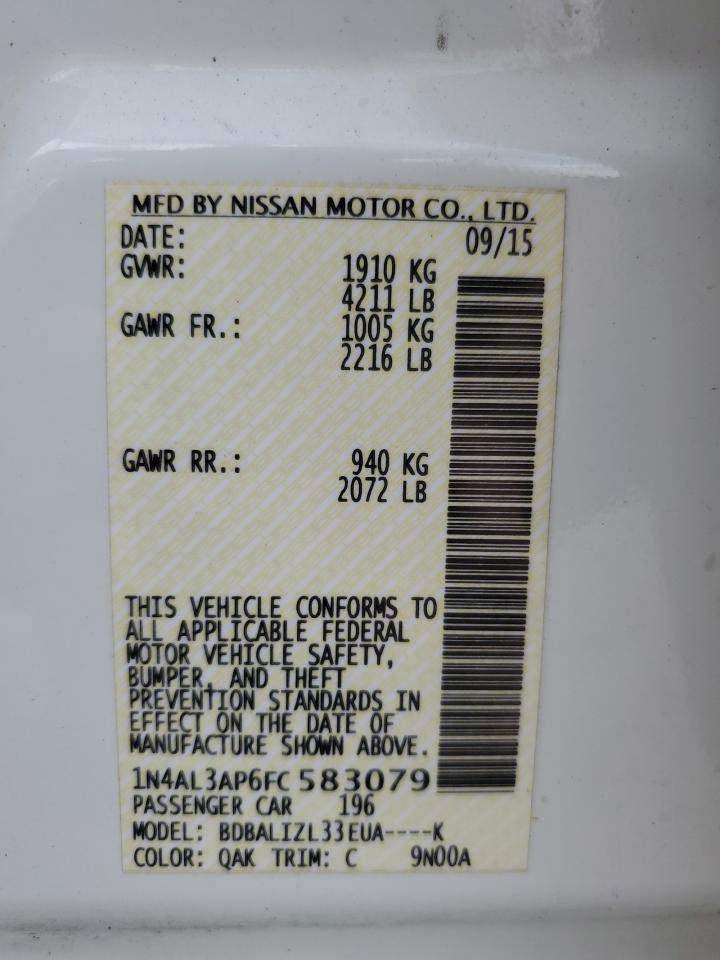 MFD BY NISSAN MOTOR CO., LTD.
DATE: 09/15
GVWR: 1910 KG
4211 LB
GAWR FR.: 1005 KG
2216 LB
GAWR RR.: 940 KG
2072 LB
THIS VEHICLE CONFORMS TO
ALL APPLICABLE FEDERAL
MOTOR VEHICLE SAFETY,
BUMPER, AND THEFT
PREVENTION STANDARDS IN
EFFECT ON THE DATE OF
MANUFACTURE SHOWN ABOVE.
1N4AL3AP6FC583079
PASSENGER CAR 196
MODEL: BDBALIZL33EUA----K
COLOR: QAK TRIM: C 9N00A